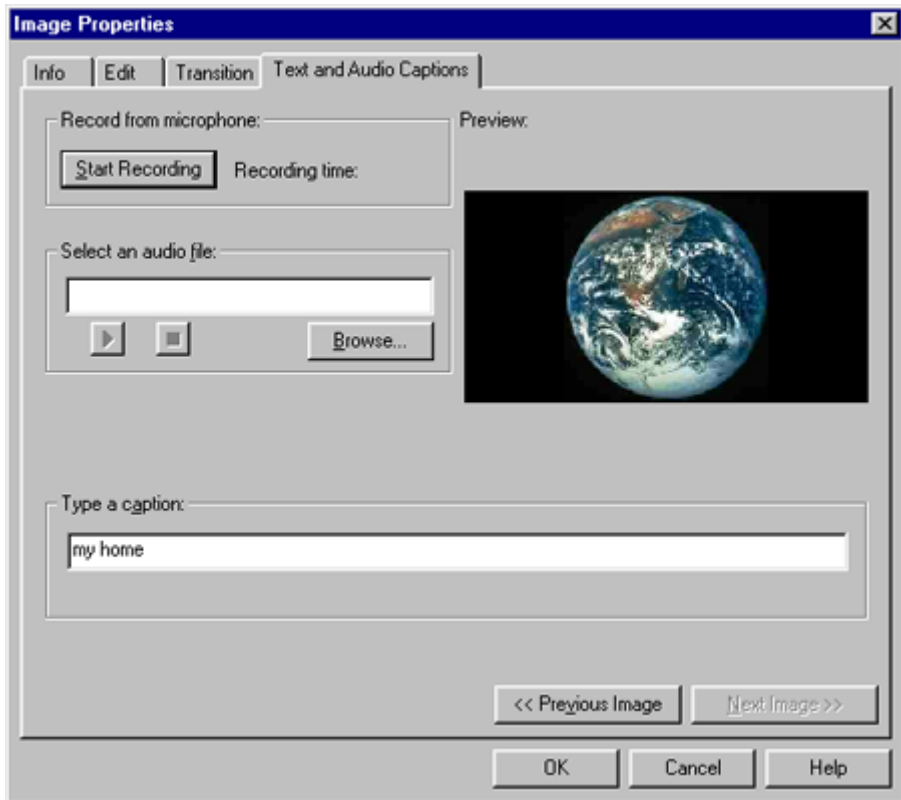 Image Properties
Info Edit Transition Text and Audio Captions
Record from microphone:
Preview:
Start Recording Recording time:
Select an audio file:
Browse...
Type a caption:
my home
<< Previous Image Next Image >>
OK Cancel Help